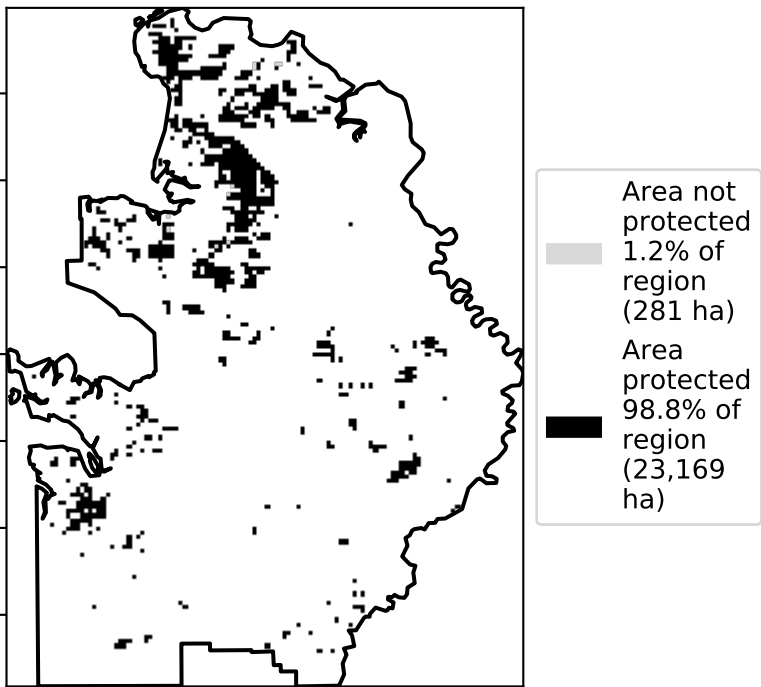 Area not
protected
1.2% of
region
(281 ha)
Area
protected
98.8% of
region
(23,169
ha)